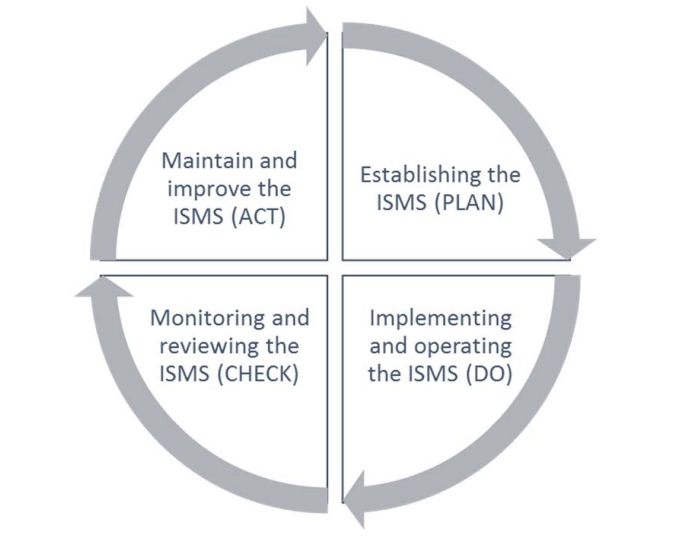 Maintain and
improve the
ISMS (ACT)
Establishing the
ISMS (PLAN)
Monitoring and
reviewing the
ISMS (CHECK)
Implementing
and operating
the ISMS (DO)